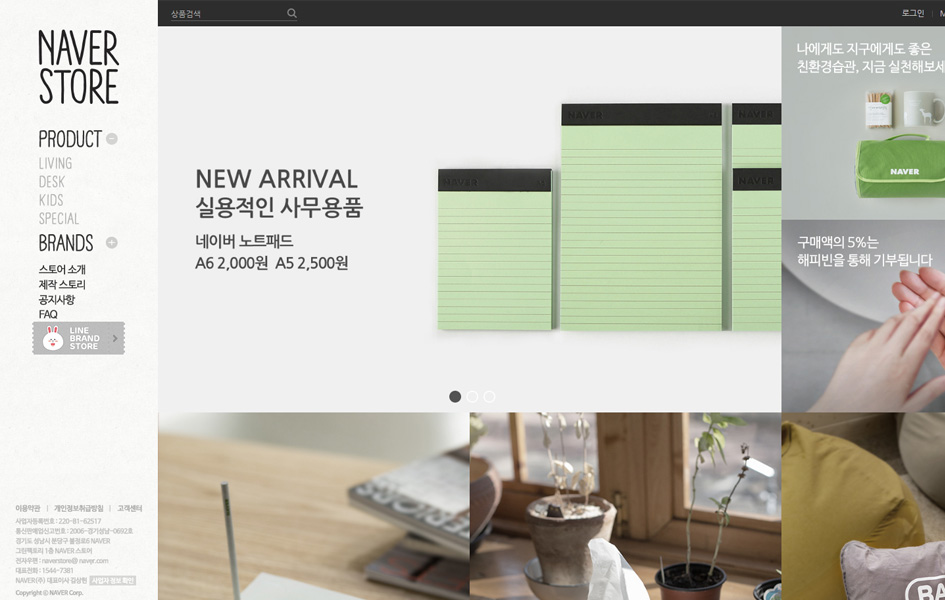 NAVER
STORE
PRODUCT
LIVING
DESK
KIDS
SPECIAL
BRANDS
스토어 소개
제작 스토리
공지사항
FAQ
LINE
BRAND
STORE
이용약관 | 개인정보취급방침 | 고객센터
사업자등록번호 : 220-81-62517
통신판매업신고번호 : 2006-경기성남-0692호
경기도 성남시 분당구 불정로6 NAVER
그린팩토리 1층 NAVER 스토어
전자우편 : naverstore@naver.com
대표전화 : 1544-7381
NAVER(주) 대표이사 김상헌 사업자 정보 확인
Copyright © NAVER Corp.
상품검색
로그인 | M
NEW ARRIVAL
실용적인 사무용품
네이버 노트패드
A6 2,000원 A5 2,500원
NAVER
NAVER
NAVER
NAVER
나에게도 지구에게도 좋은
친환경습관, 지금 실천해보세
NAVER
구매액의 5%는
해피빈을 통해 기부됩니다